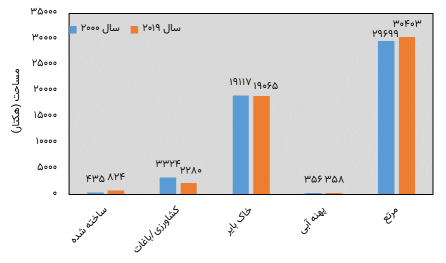 ۳۵۰۰۰
۳۰۰۰۰
۲۵۰۰۰
۲۰۰۰۰
۱۵۰۰۰
۱۰۰۰۰
۵۰۰۰
۰
مساحت (هکتار)
سال ۲۰۰۰ سال ۲۰۱۹
۴۳۵ ۸۲۴
۳۳۲۴ ۲۲۸۰
۱۹۱۱۷ ۱۹۰۶۵
۳۵۶ ۳۵۸
۲۹۶۹۹ ۳۰۴۰۳
ساخته شده
کشاورزی/باغات
خاک بایر
پهنه آبی
مرتع